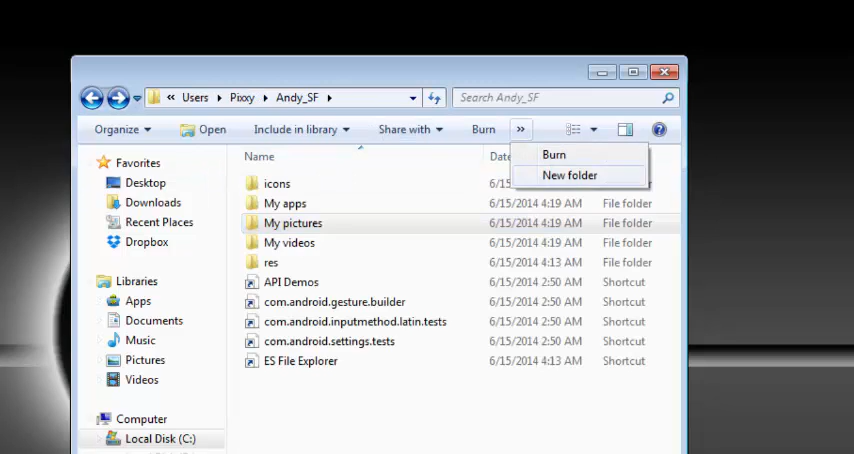 « Users Pixxy Andy_SF
Search Andy_SF
Organize Open Include in library Share with Burn »
Burn
New folder
Favorites
Desktop
Downloads
Recent Places
Dropbox
Libraries
Apps
Documents
Music
Pictures
Videos
Computer
Local Disk (C:)
Name
icons
My apps 6/15/2014 4:19 AM File folder
My pictures 6/15/2014 4:19 AM File folder
My videos 6/15/2014 4:19 AM File folder
res 6/15/2014 4:13 AM File folder
API Demos 6/15/2014 2:50 AM Shortcut
com.android.gesture.builder 6/15/2014 2:50 AM Shortcut
com.android.inputmethod.latin.tests 6/15/2014 2:50 AM Shortcut
com.android.settings.tests 6/15/2014 2:50 AM Shortcut
ES File Explorer 6/15/2014 4:13 AM Shortcut